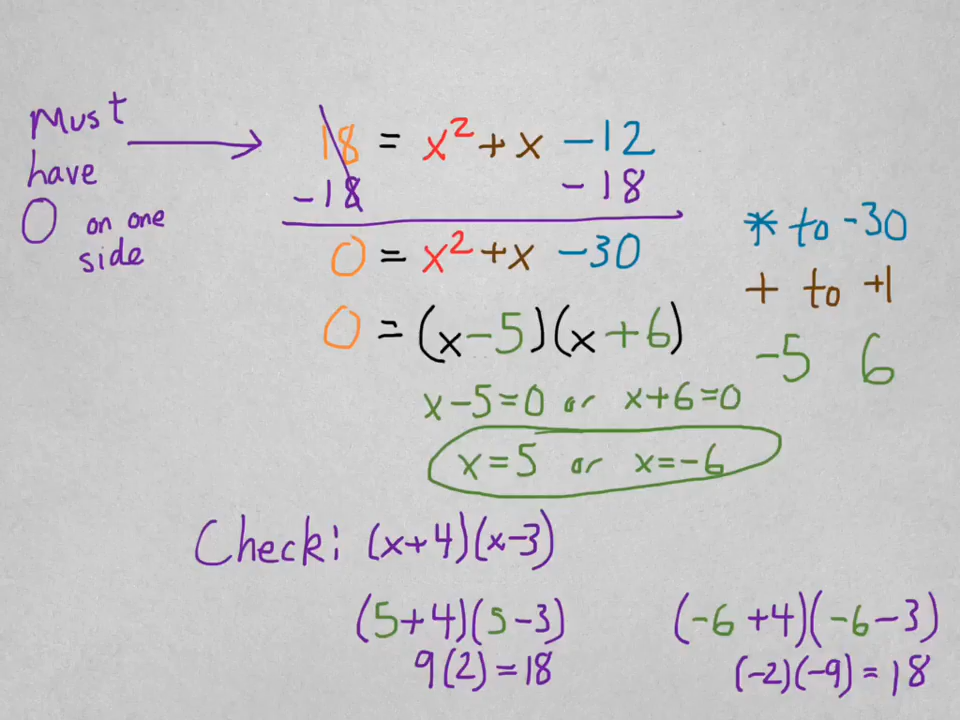 Must
have
0 on one
side
18 = x² + x - 12
-18 - 18
0 = x² + x - 30
0 = (x - 5)(x + 6)
x - 5 = 0 or x + 6 = 0
x = 5 or x = -6
* to -30
+ to +1
-5 6
Check: (x + 4)(x - 3)
(5 + 4)(5 - 3)
9(2) = 18
(-6 + 4)(-6 - 3)
(-2)(-9) = 18